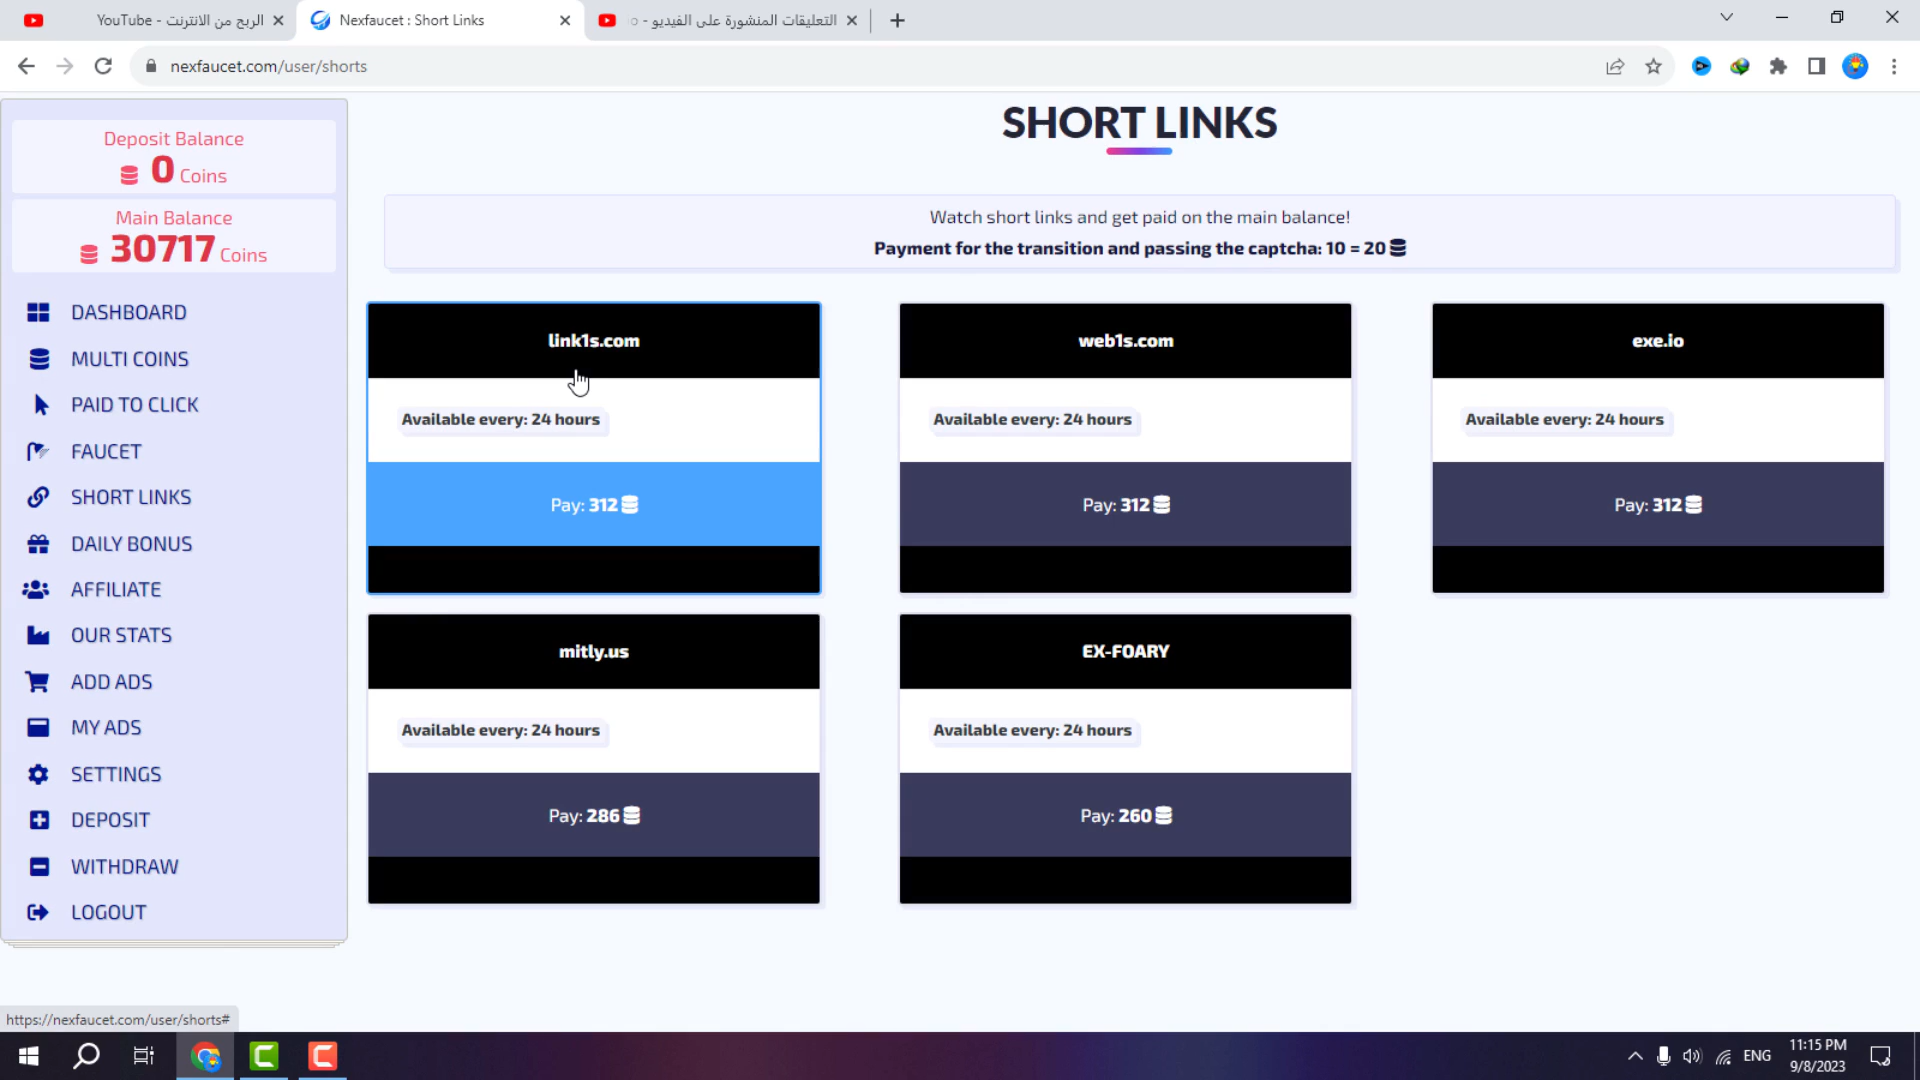 الربح من الانترنت - YouTube
Nexfaucet : Short Links
التعليقات المنشورة على الفيديو -
nexfaucet.com/user/shorts
Deposit Balance
0 Coins
Main Balance
30717 Coins
DASHBOARD
MULTI COINS
PAID TO CLICK
FAUCET
SHORT LINKS
DAILY BONUS
AFFILIATE
OUR STATS
ADD ADS
MY ADS
SETTINGS
DEPOSIT
WITHDRAW
LOGOUT
SHORT LINKS
Watch short links and get paid on the main balance!
Payment for the transition and passing the captcha: 10 = 20
link1s.com
Available every: 24 hours
Pay: 312
web1s.com
Available every: 24 hours
Pay: 312
exe.io
Available every: 24 hours
Pay: 312
mitly.us
Available every: 24 hours
Pay: 286
EX-FOARY
Available every: 24 hours
Pay: 260
https://nexfaucet.com/user/shorts#
ENG
11:15 PM
9/8/2023